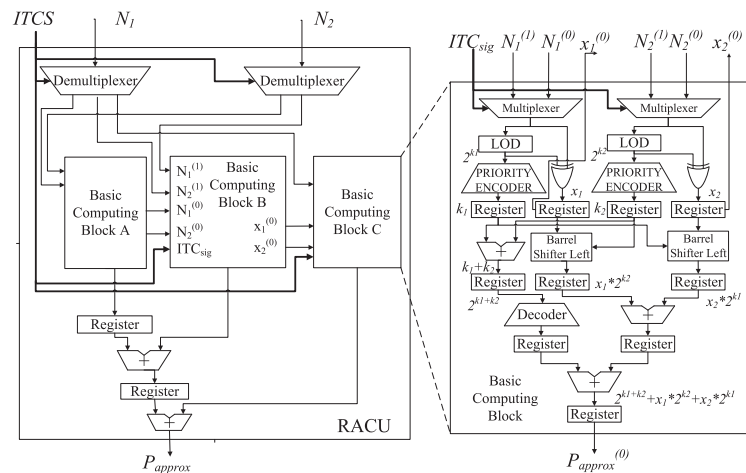 ITCS N₁ N₂
Demultiplexer Demultiplexer
Basic Computing Block A
N₁⁽¹⁾
N₂⁽¹⁾
N₁⁽⁰⁾
N₂⁽⁰⁾
ITCsig
Basic Computing Block B
x₁⁽⁰⁾
x₂⁽⁰⁾
Basic Computing Block C
Register
+
Register
+
RACU
Papprox
ITCsig N₁⁽¹⁾ N₁⁽⁰⁾ x₁⁽⁰⁾ N₂⁽¹⁾ N₂⁽⁰⁾ x₂⁽⁰⁾
Multiplexer Multiplexer
LOD LOD
2ᵏ¹ 2ᵏ²
PRIORITY ENCODER PRIORITY ENCODER
x₁ x₂
k₁ Register Register k₂ Register Register
+ Barrel Shifter Left Barrel Shifter Left
k₁+k₂
Register Register x₁*2ᵏ² Register
2ᵏ¹⁺ᵏ² x₂*2ᵏ¹
Decoder +
Register Register
+
Basic Computing Block
2ᵏ¹⁺ᵏ²+x₁*2ᵏ²+x₂*2ᵏ¹
Register
Papprox⁽⁰⁾